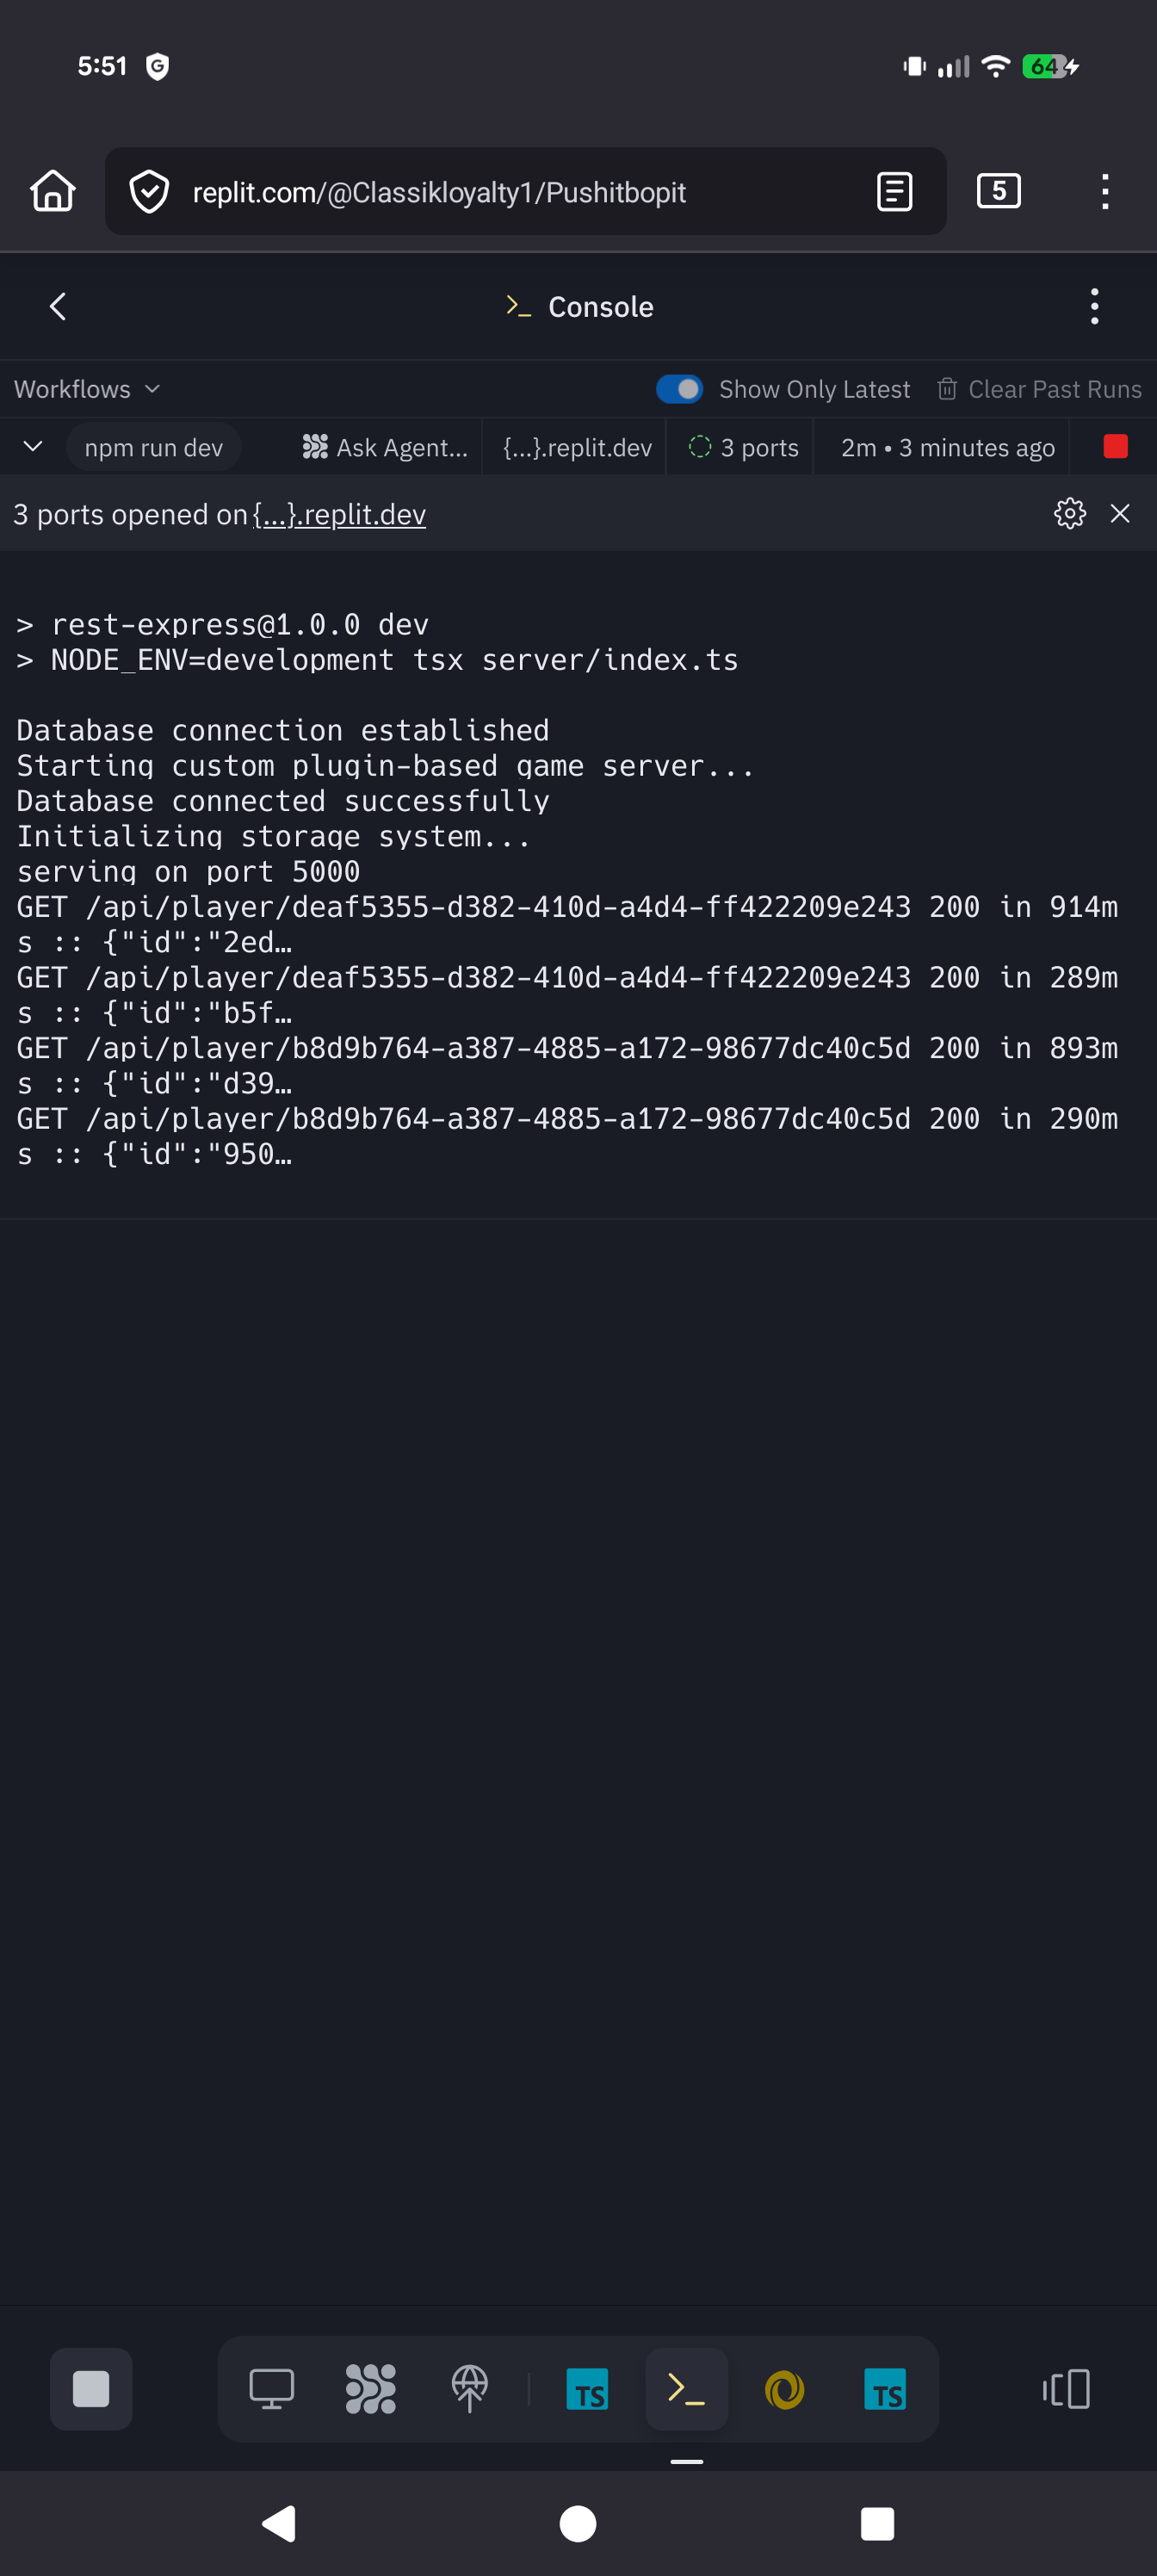 5:51
64
replit.com/@Classikloyalty1/Pushitbopit
5
>_ Console
Workflows
Show Only Latest
Clear Past Runs
npm run dev
Ask Agent...
{...}.replit.dev
3 ports
2m • 3 minutes ago
3 ports opened on {...}.replit.dev
> rest-express@1.0.0 dev
> NODE_ENV=development tsx server/index.ts
Database connection established
Starting custom plugin-based game server...
Database connected successfully
Initializing storage system...
serving on port 5000
GET /api/player/deaf5355-d382-410d-a4d4-ff422209e243 200 in 914m
s :: {"id":"2ed…
GET /api/player/deaf5355-d382-410d-a4d4-ff422209e243 200 in 289m
s :: {"id":"b5f…
GET /api/player/b8d9b764-a387-4885-a172-98677dc40c5d 200 in 893m
s :: {"id":"d39…
GET /api/player/b8d9b764-a387-4885-a172-98677dc40c5d 200 in 290m
s :: {"id":"950…
TS
>_
TS